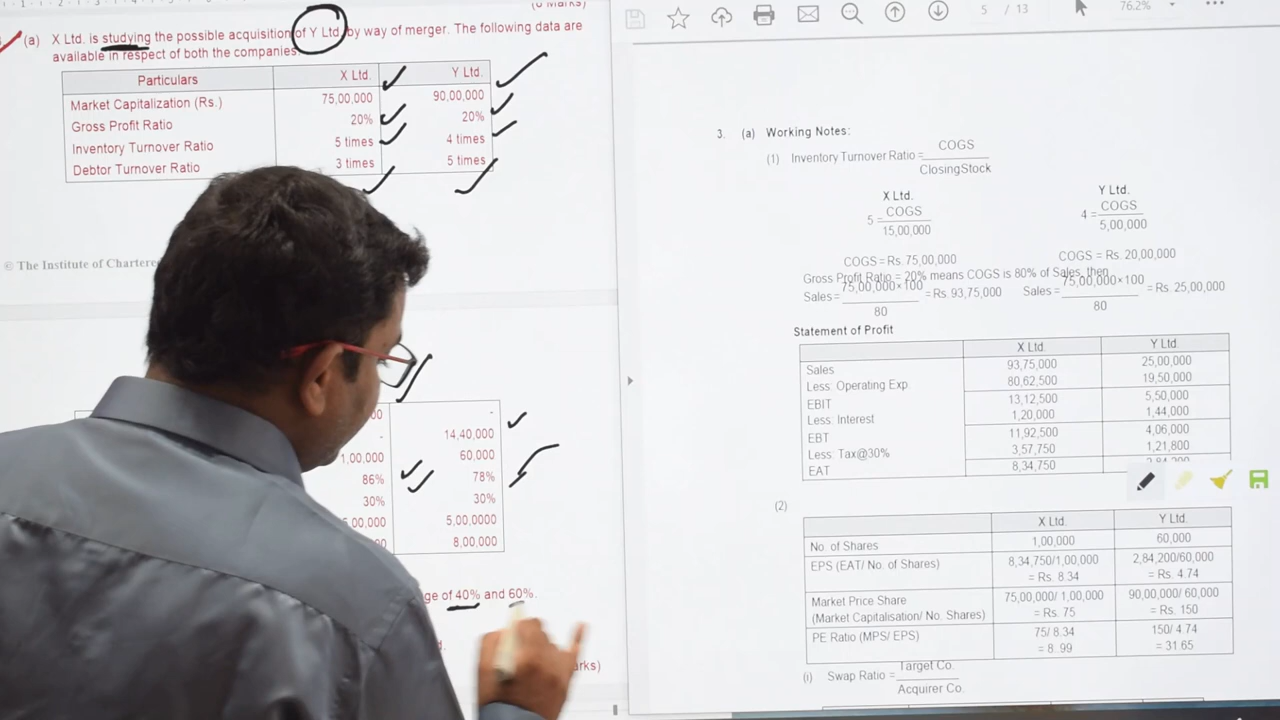 (a) X Ltd. is studying the possible acquisition of Y Ltd. by way of merger. The following data are
available in respect of both the companies:
Particulars X Ltd. Y Ltd.
Market Capitalization (Rs.) 75,00,000 90,00,000
Gross Profit Ratio 20% 20%
Inventory Turnover Ratio 5 times 4 times
Debtor Turnover Ratio 3 times 5 times
© The Institute of
-
14,40,000
1,00,000 60,000
86% 78%
30% 30%
5,00,0000
8,00,000
of 40% and 60%.
5 / 13
76.2%
3. (a) Working Notes:
(1) Inventory Turnover Ratio = COGS
ClosingStock
X Ltd. Y Ltd.
5 = COGS 4 = COGS
15,00,000 5,00,000
COGS = Rs. 75,00,000 COGS = Rs. 20,00,000
Gross Profit Ratio = 20% means COGS is 80% of Sales, then
Sales = 75,00,000×100 = Rs. 93,75,000 Sales = 75,00,000×100 = Rs. 25,00,000
80 80
Statement of Profit
X Ltd. Y Ltd.
Sales 93,75,000 25,00,000
Less: Operating Exp. 80,62,500 19,50,000
EBIT 13,12,500 5,50,000
Less: Interest 1,20,000 1,44,000
EBT 11,92,500 4,06,000
Less: Tax@30% 3,57,750 1,21,800
EAT 8,34,750 2,84,200
(2)
X Ltd. Y Ltd.
No. of Shares 1,00,000 60,000
EPS (EAT/ No. of Shares) 8,34,750/1,00,000 2,84,200/60,000
= Rs. 8.34 = Rs. 4.74
Market Price Share 75,00,000/ 1,00,000 90,00,000/ 60,000
(Market Capitalisation/ No. Shares) = Rs. 75 = Rs. 150
PE Ratio (MPS/ EPS) 75/ 8.34 150/ 4.74
= 8.99 = 31.65
(i) Swap Ratio = Target Co.
Acquirer Co.